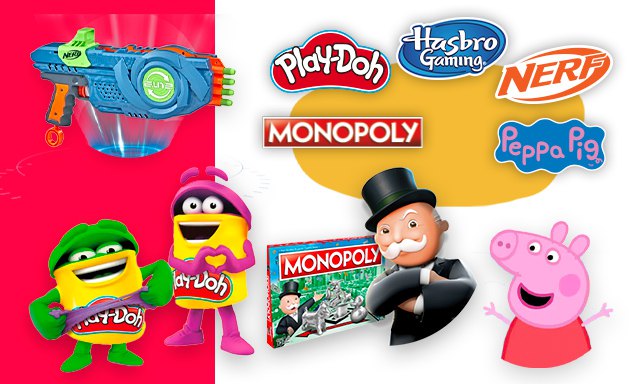 NERF
ELITE
PLAY-DOH
Hasbro
Gaming
NERF
MONOPOLY
Peppa Pig
Play-Doh
Play-Doh
MONOPOLY